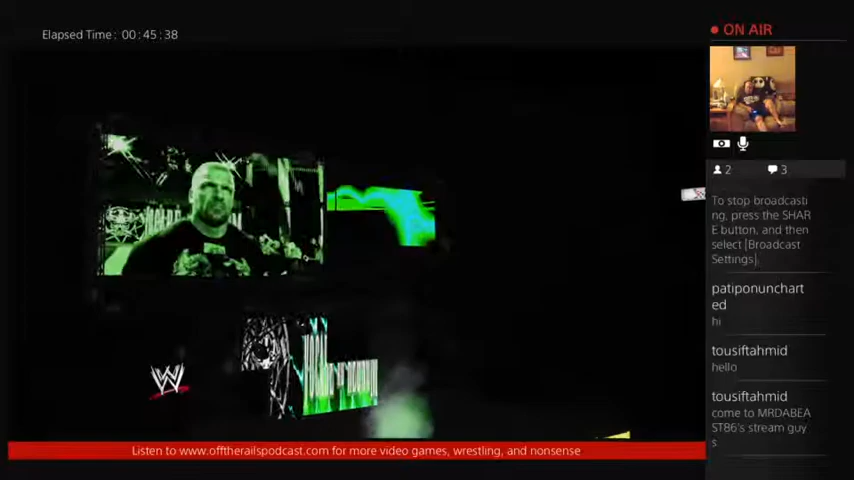 Elapsed Time : 00:45:38
ON AIR
2
3
To stop broadcasti
ng, press the SHAR
E button, and then
select [Broadcast
Settings].
patiponunchart
ed
hi
tousiftahmid
hello
tousiftahmid
come to MRDABEA
ST86's stream guy
s
W
Listen to www.offtherailspodcast.com for more video games, wrestling, and nonsense